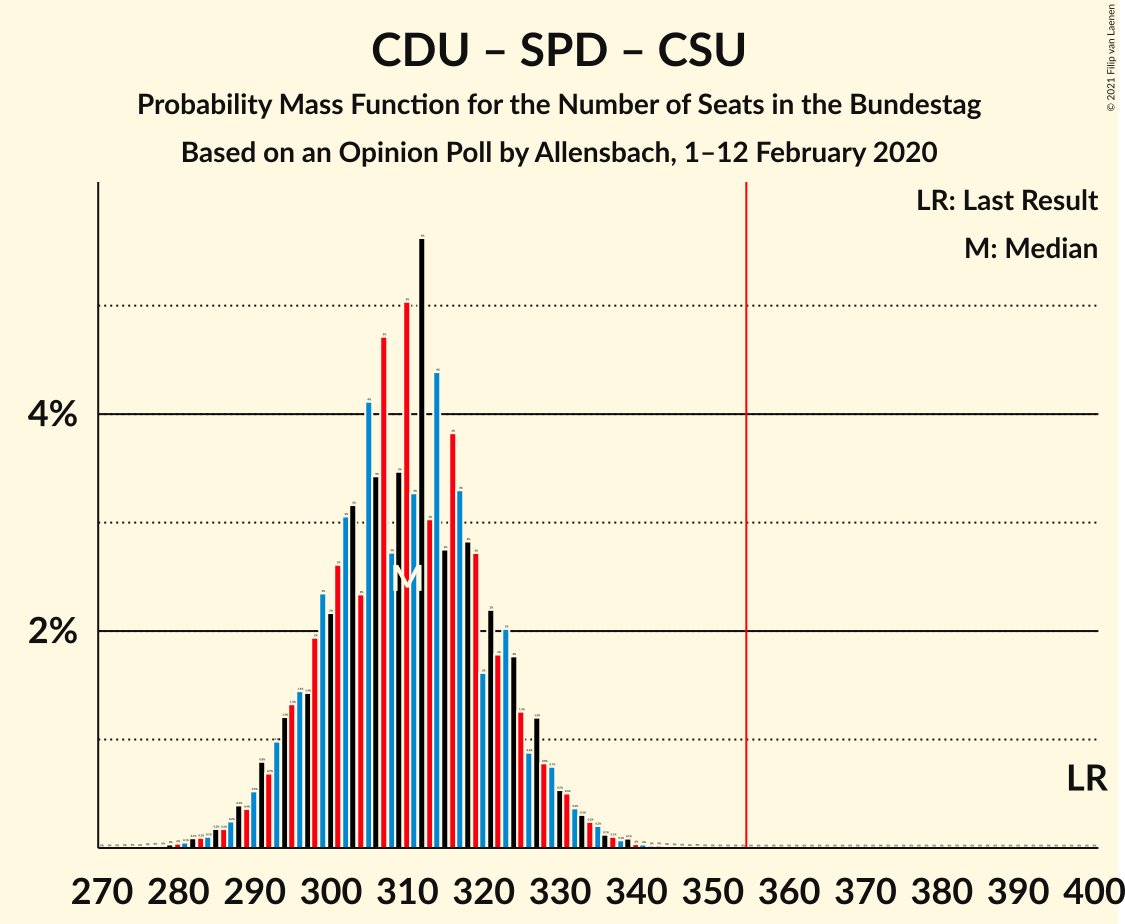 CDU – SPD – CSU
Probability Mass Function for the Number of Seats in the Bundestag
Based on an Opinion Poll by Allensbach, 1–12 February 2020
© 2021 Filip van Laenen
LR: Last Result
M: Median
4%
2%
M
LR
270 280 290 300 310 320 330 340 350 360 370 380 390 400